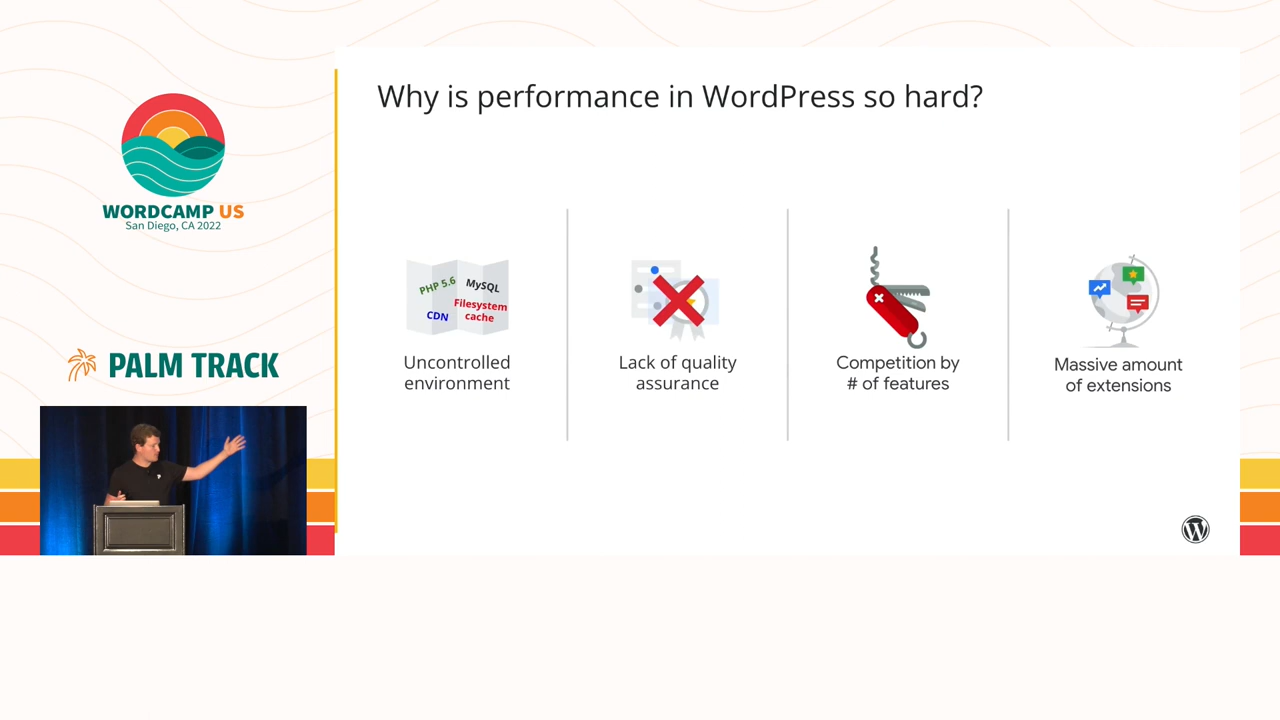 WORDCAMP US
San Diego, CA 2022
PALM TRACK
Why is performance in WordPress so hard?
PHP 5.6
MySQL
CDN
Filesystem
cache
Uncontrolled
environment
Lack of quality
assurance
Competition by
# of features
Massive amount
of extensions